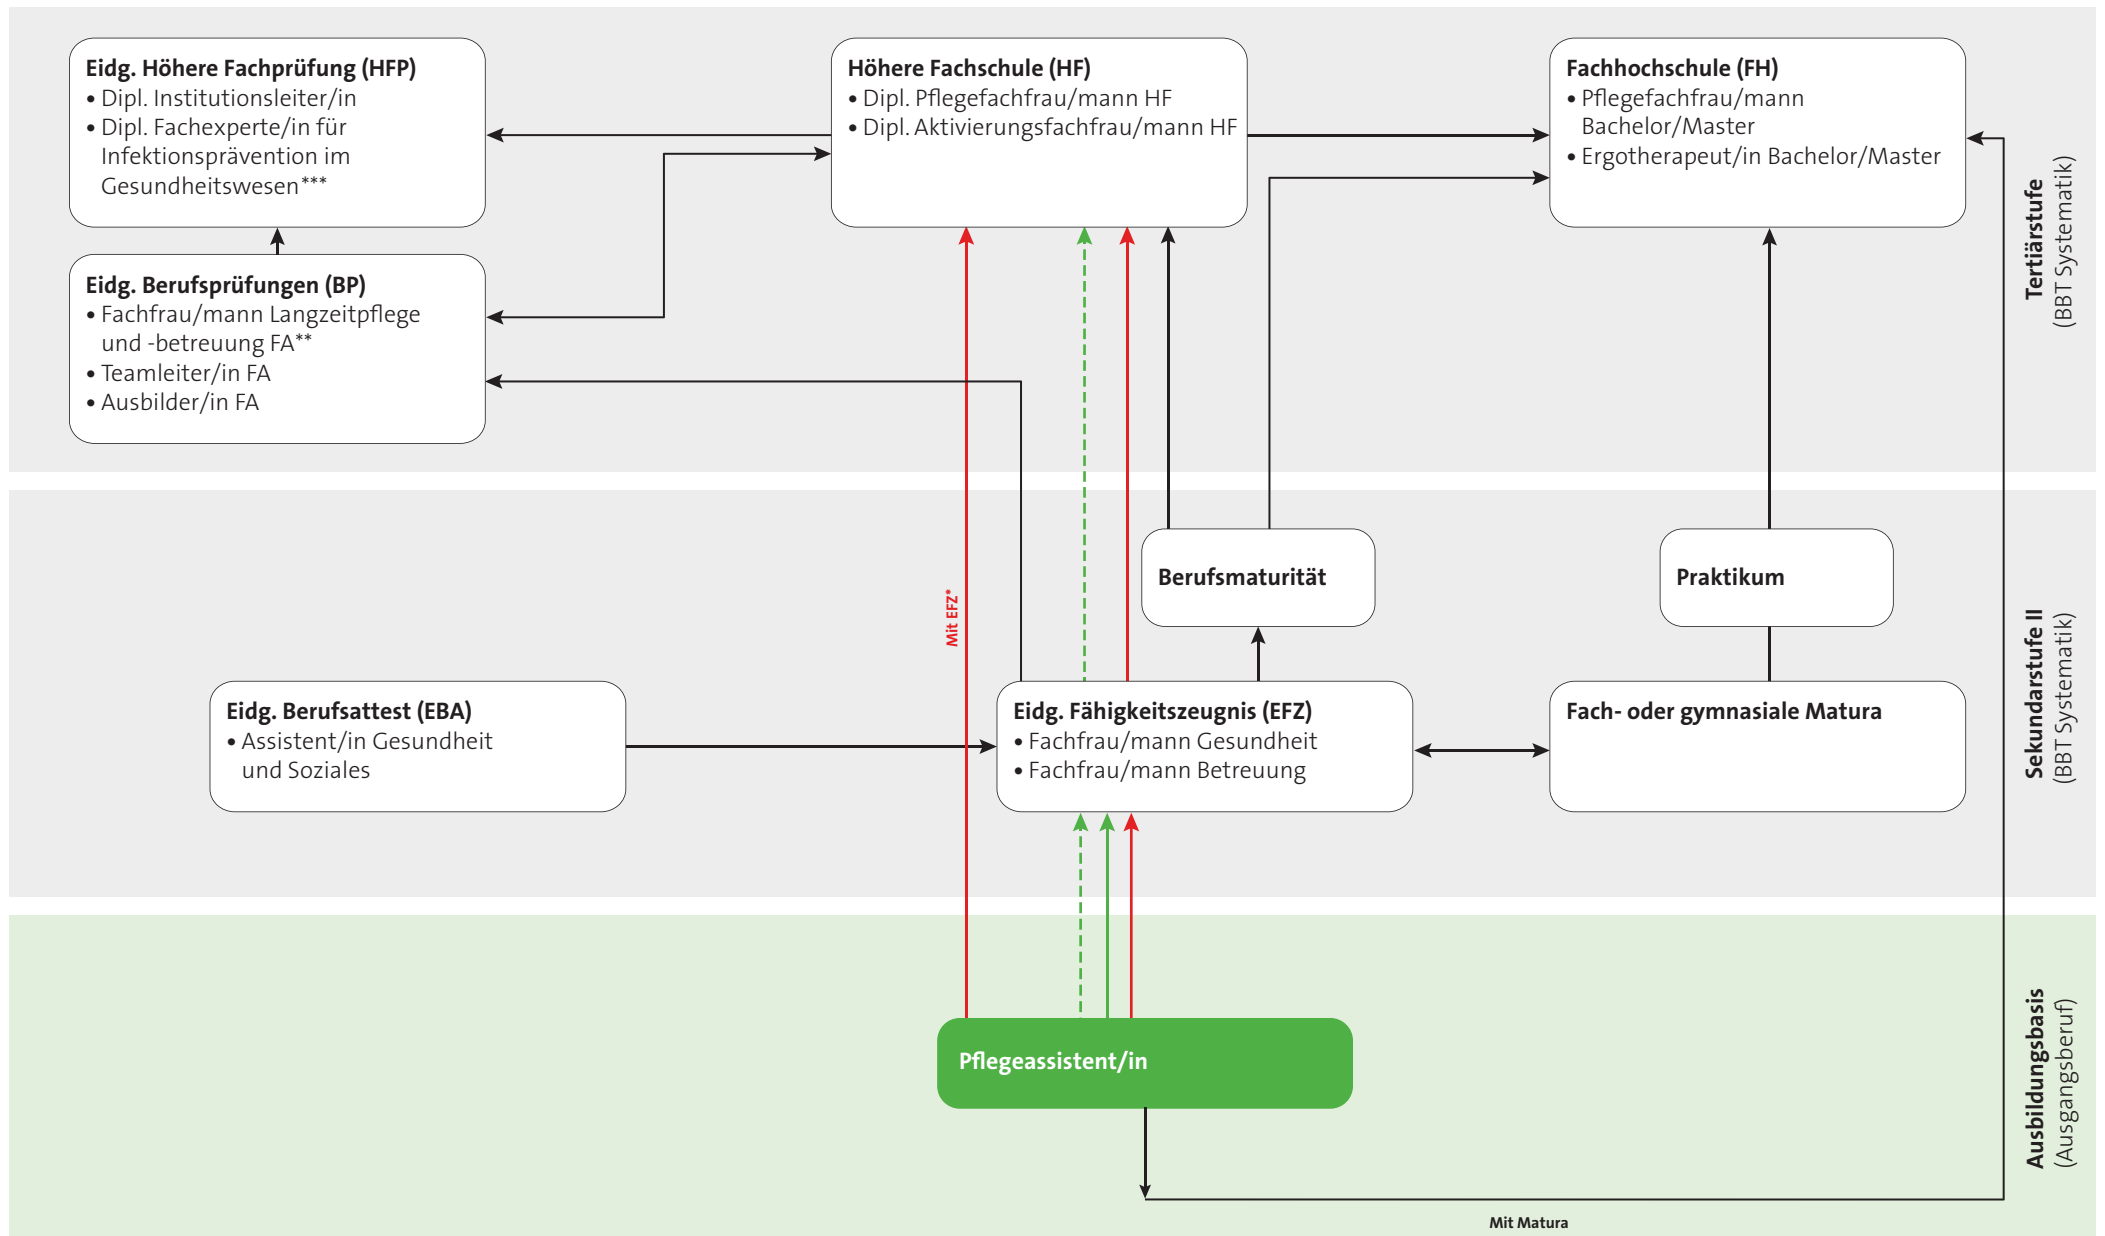 Eidg. Höhere Fachprüfung (HFP)
• Dipl. Institutionsleiter/in
• Dipl. Fachexperte/in für
Infektionsprävention im
Gesundheitswesen***
Höhere Fachschule (HF)
• Dipl. Pflegefachfrau/mann HF
• Dipl. Aktivierungsfachfrau/mann HF
Fachhochschule (FH)
• Pflegefachfrau/mann
Bachelor/Master
• Ergotherapeut/in Bachelor/Master
Eidg. Berufsprüfungen (BP)
• Fachfrau/mann Langzeitpflege
und -betreuung FA**
• Teamleiter/in FA
• Ausbilder/in FA
Tertiärstufe
(BBT Systematik)
Berufsmaturität
Praktikum
Mit EFZ*
Eidg. Berufsattest (EBA)
• Assistent/in Gesundheit
und Soziales
Eidg. Fähigkeitszeugnis (EFZ)
• Fachfrau/mann Gesundheit
• Fachfrau/mann Betreuung
Fach- oder gymnasiale Matura
Sekundarstufe II
(BBT Systematik)
Pflegeassistent/in
Ausbildungsbasis
(Ausgangsberuf)
Mit Matura